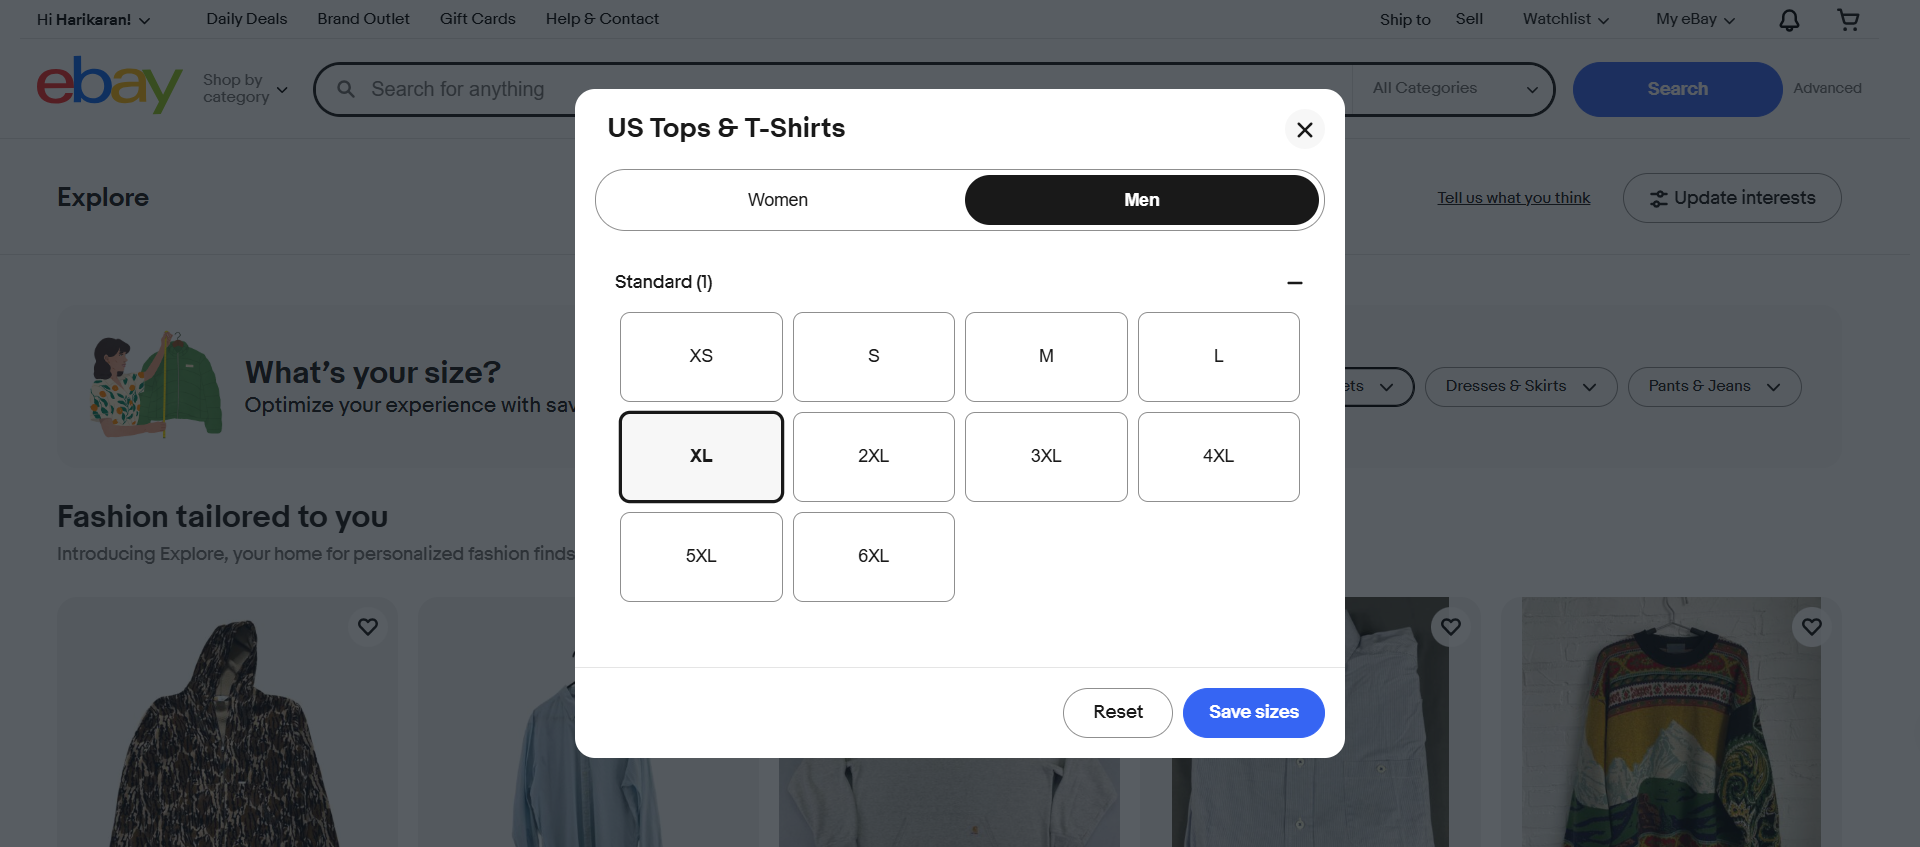 Hi Harikaran!
Daily Deals
Brand Outlet
Gift Cards
Help & Contact
Ship to
Sell
Watchlist
My eBay
ebay
Shop by
category
Search for anything
All Categories
Search
Advanced
Explore
Tell us what you think
Update interests
What's your size?
Optimize your experience with sav
ets
Dresses & Skirts
Pants & Jeans
Fashion tailored to you
Introducing Explore, your home for personalized fashion finds
US Tops & T-Shirts
Women
Men
Standard (1)
XS
S
M
L
XL
2XL
3XL
4XL
5XL
6XL
Reset
Save sizes